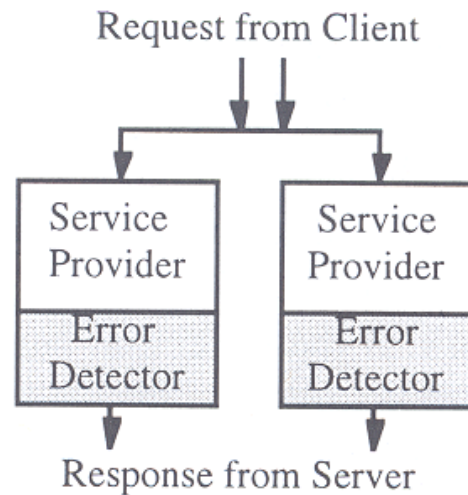 Request from Client
Service
Provider
Error
Detector
Service
Provider
Error
Detector
Response from Server